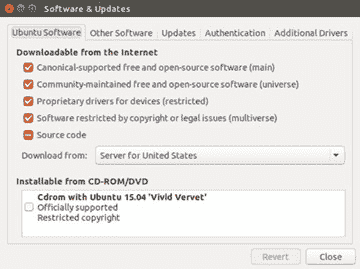 Software & Updates
Ubuntu Software Other Software Updates Authentication Additional Drivers
Downloadable from the Internet
Canonical-supported free and open-source software (main)
Community-maintained free and open-source software (universe)
Proprietary drivers for devices (restricted)
Software restricted by copyright or legal issues (multiverse)
Source code
Download from: Server for United States
Installable from CD-ROM/DVD
Cdrom with Ubuntu 15.04 'Vivid Vervet'
Officially supported
Restricted copyright
Revert Close